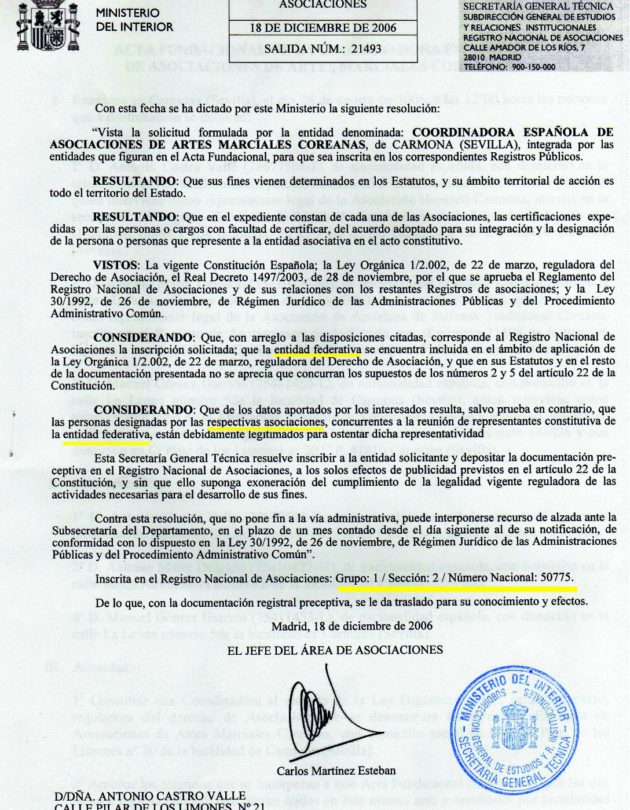 MINISTERIO
DEL INTERIOR
ASOCIACIONES
18 DE DICIEMBRE DE 2006
SALIDA NÚM.: 21493
SECRETARÍA GENERAL TÉCNICA
SUBDIRECCIÓN GENERAL DE ESTUDIOS
Y RELACIONES INSTITUCIONALES
REGISTRO NACIONAL DE ASOCIACIONES
CALLE AMADOR DE LOS RÍOS, 7
28010 MADRID
TELÉFONO: 900-150-000
Con esta fecha se ha dictado por este Ministerio la siguiente resolución:
"Vista la solicitud formulada por la entidad denominada: COORDINADORA ESPAÑOLA DE
ASOCIACIONES DE ARTES MARCIALES COREANAS, de CARMONA (SEVILLA), integrada por las
entidades que figuran en el Acta Fundacional, para que sea inscrita en los correspondientes Registros Públicos.
RESULTANDO: Que sus fines vienen determinados en los Estatutos, y su ámbito territorial de acción es
todo el territorio del Estado.
RESULTANDO: Que en el expediente constan de cada una de las Asociaciones, las certificaciones expe-
didas por las personas o cargos con facultad de certificar, del acuerdo adoptado para su integración y la designación
de la persona o personas que represente a la entidad asociativa en el acto constitutivo.
VISTOS: La vigente Constitución Española; la Ley Orgánica 1/2.002, de 22 de marzo, reguladora del
Derecho de Asociación, el Real Decreto 1497/2003, de 28 de noviembre, por el que se aprueba el Reglamento del
Registro Nacional de Asociaciones y de sus relaciones con los restantes Registros de asociaciones; y la Ley
30/1992, de 26 de noviembre, de Régimen Jurídico de las Administraciones Públicas y del Procedimiento
Administrativo Común.
CONSIDERANDO: Que, con arreglo a las disposiciones citadas, corresponde al Registro Nacional de
Asociaciones la inscripción solicitada; que la entidad federativa se encuentra incluida en el ámbito de aplicación de
la Ley Orgánica 1/2.002, de 22 de marzo, reguladora del Derecho de Asociación, y que en sus Estatutos y en el resto
de la documentación presentada no se aprecia que concurran los supuestos de los números 2 y 5 del artículo 22 de la
Constitución.
CONSIDERANDO: Que de los datos aportados por los interesados resulta, salvo prueba en contrario, que
las personas designadas por las respectivas asociaciones, concurrentes a la reunión de representantes constitutiva de
la entidad federativa, están debidamente legitimados para ostentar dicha representatividad
Esta Secretaría General Técnica resuelve inscribir a la entidad solicitante y depositar la documentación pre-
ceptiva en el Registro Nacional de Asociaciones, a los solos efectos de publicidad previstos en el artículo 22 de la
Constitución, y sin que ello suponga exoneración del cumplimiento de la legalidad vigente reguladora de las
actividades necesarias para el desarrollo de sus fines.
Contra esta resolución, que no pone fin a la vía administrativa, puede interponerse recurso de alzada ante la
Subsecretaría del Departamento, en el plazo de un mes contado desde el día siguiente al de su notificación, de
conformidad con lo dispuesto en la Ley 30/1992, de 26 de noviembre, de Régimen Jurídico de las Administraciones
Públicas y del Procedimiento Administrativo Común".
Inscrita en el Registro Nacional de Asociaciones: Grupo: 1 / Sección: 2 / Número Nacional: 50775.
De lo que, con la documentación registral preceptiva, se le da traslado para su conocimiento y efectos.
Madrid, 18 de diciembre de 2006
EL JEFE DEL ÁREA DE ASOCIACIONES
MINISTERIO DEL INTERIOR
SECRETARÍA GENERAL TÉCNICA
Carlos Martínez Esteban
D/DÑA. ANTONIO CASTRO VALLE
CALLE PILAR DE LOS LIMONES, Nº 21